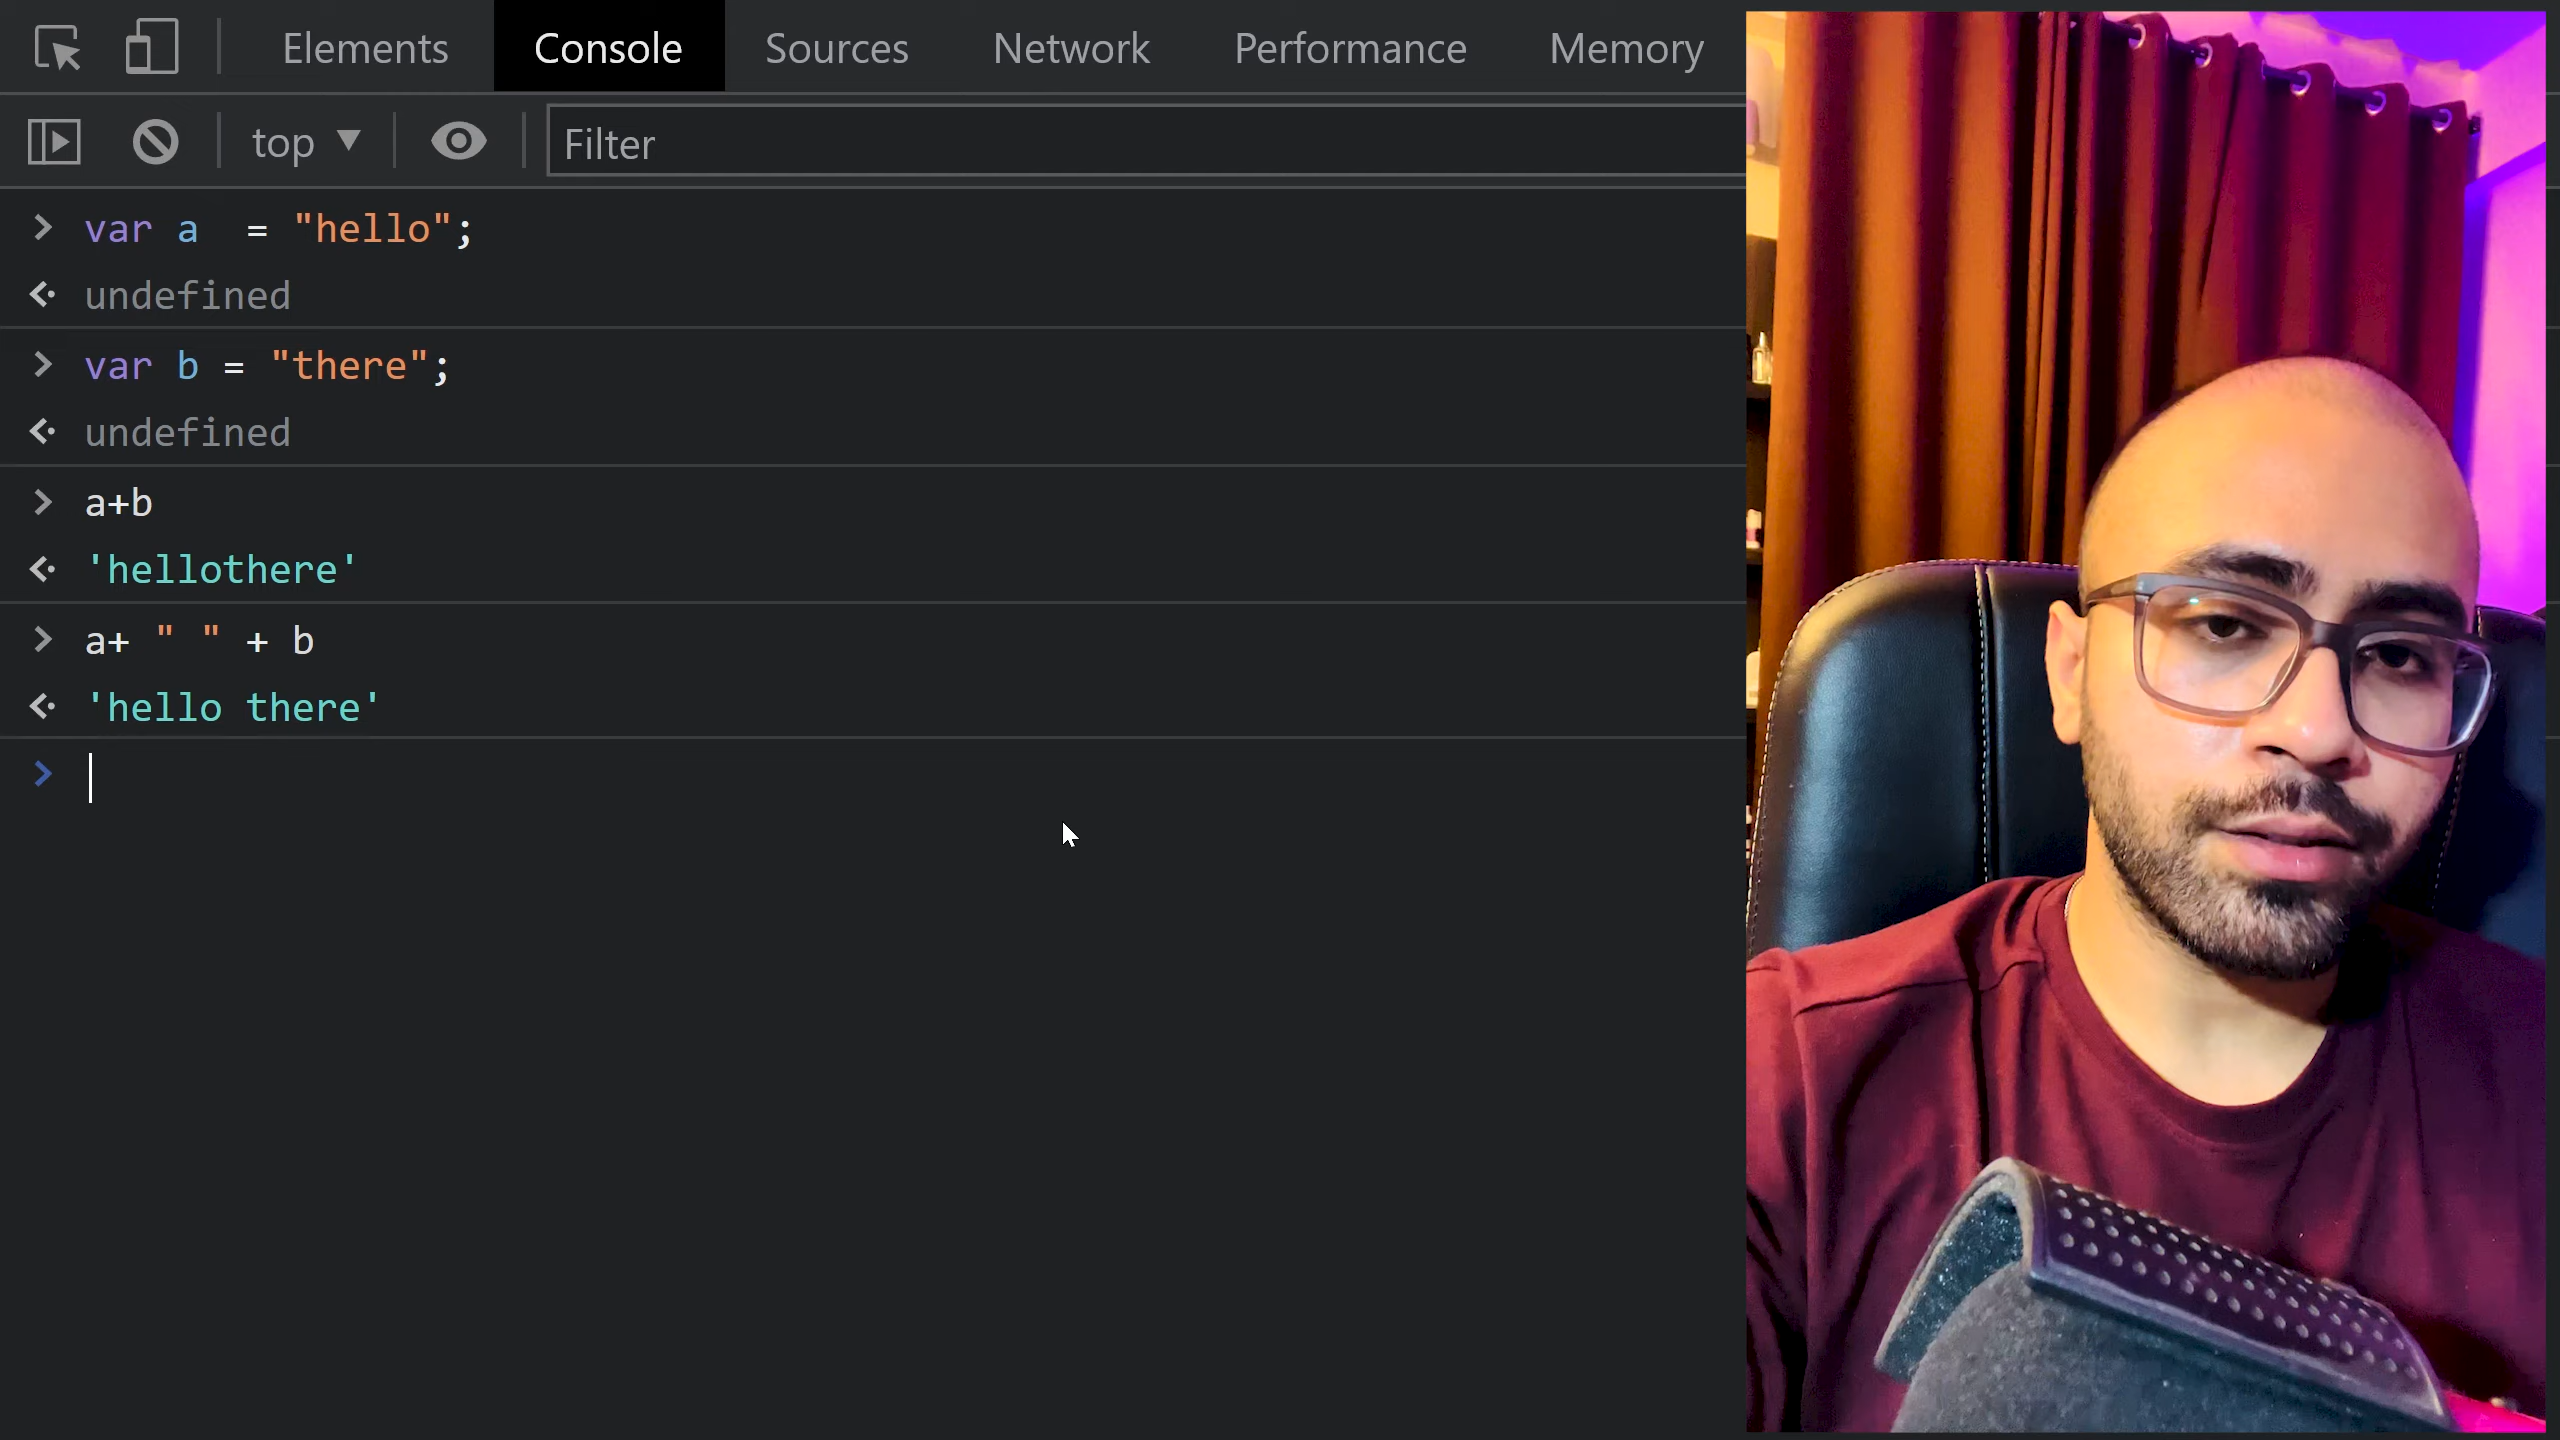 Elements Console Sources Network Performance Memory
top Filter
var a  = "hello";
undefined
var b = "there";
undefined
a+b
'hellothere'
a+ " " + b
'hello there'